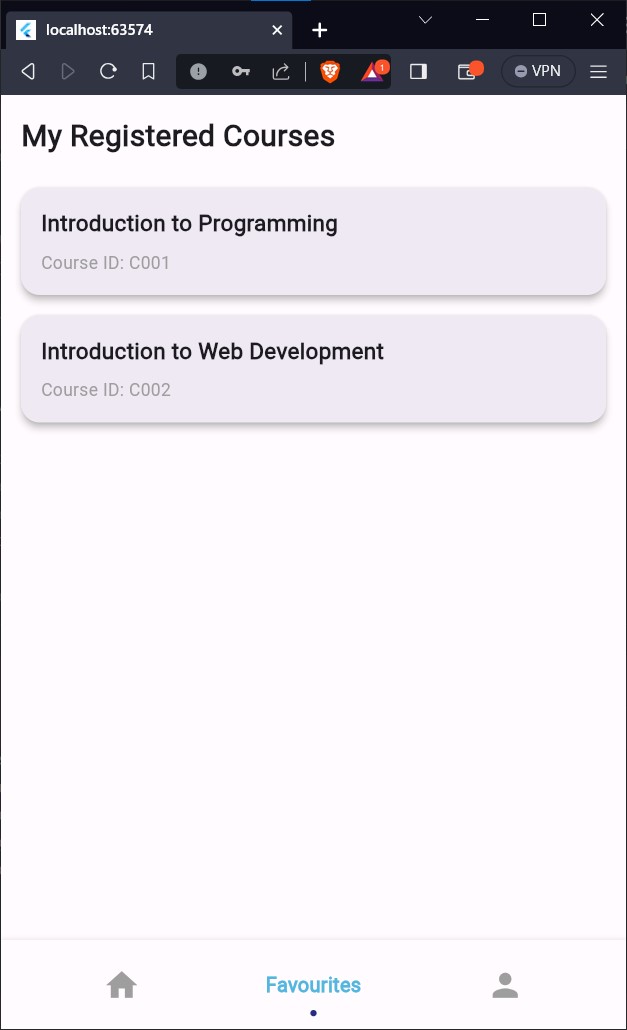 localhost:63574
1
VPN
My Registered Courses
Introduction to Programming
Course ID: C001
Introduction to Web Development
Course ID: C002
Favourites